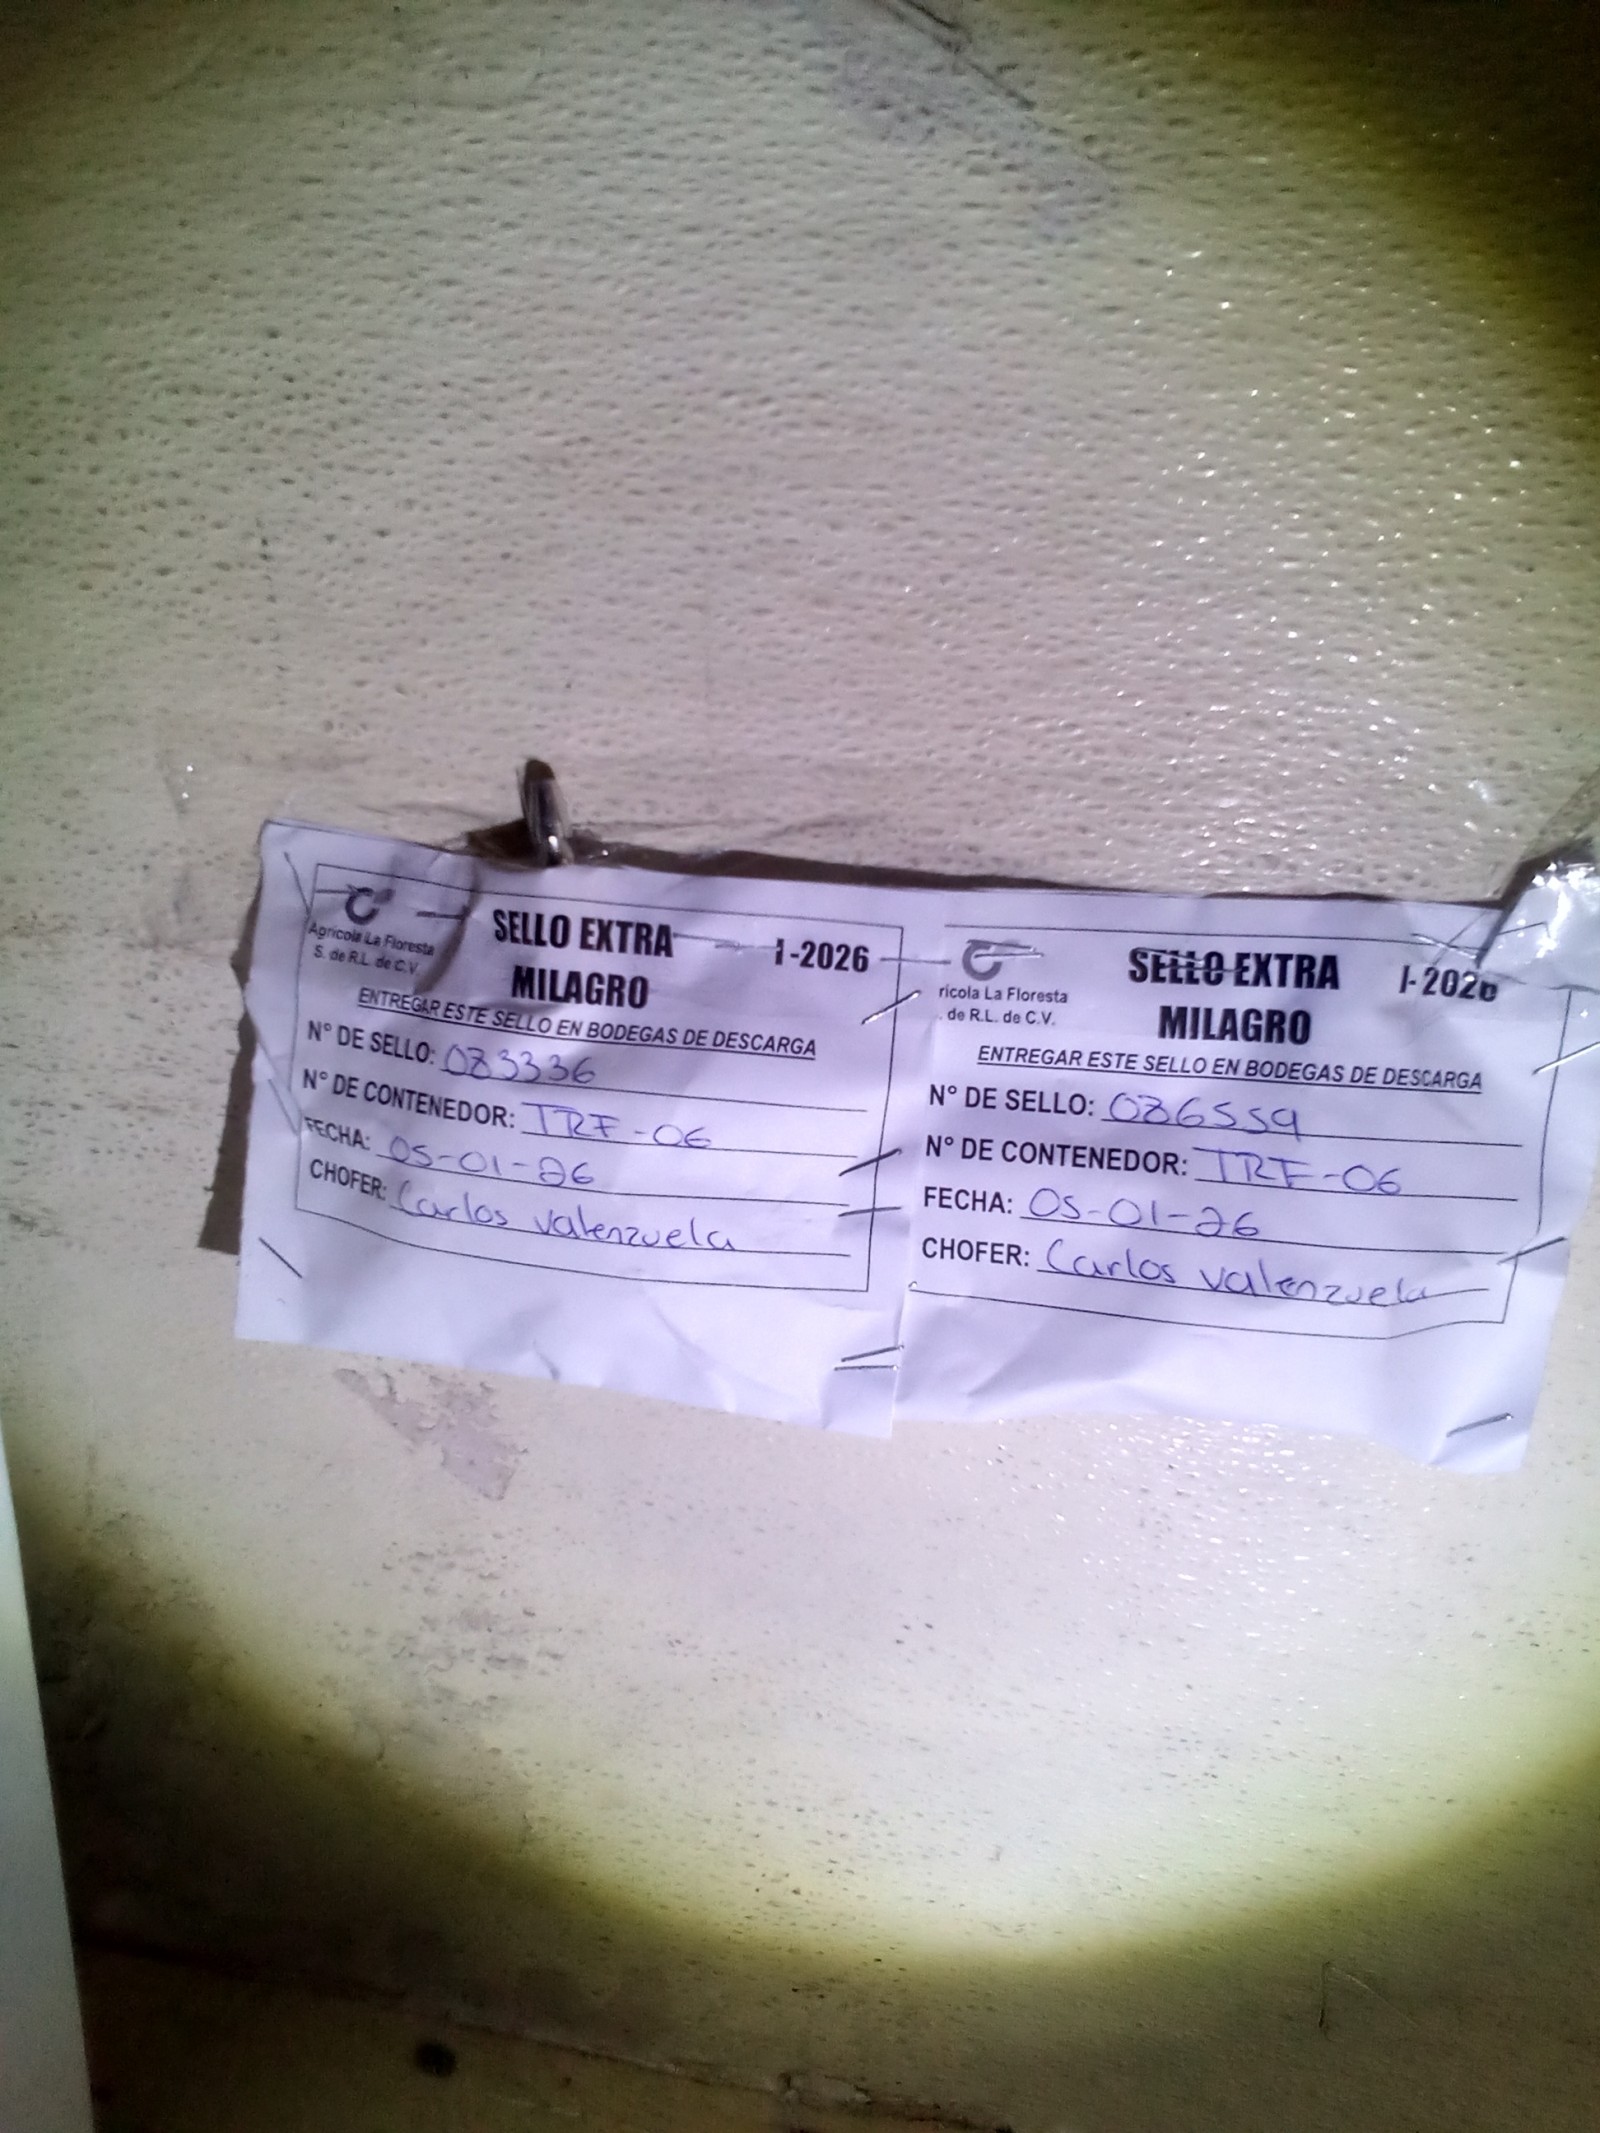 Agricola La Floresta
S. de R.L. de C.V.
SELLO EXTRA
MILAGRO
I-2026
ENTREGAR ESTE SELLO EN BODEGAS DE DESCARGA
N° DE SELLO: 083336
N° DE CONTENEDOR: TRF-06
FECHA: 05-01-26
CHOFER: Carlos Valenzuela
ricola La Floresta
. de R.L. de C.V.
SELLO EXTRA
MILAGRO
I-2026
ENTREGAR ESTE SELLO EN BODEGAS DE DESCARGA
N° DE SELLO: 086559
N° DE CONTENEDOR: TRF-06
FECHA: 05-01-26
CHOFER: Carlos Valenzuela